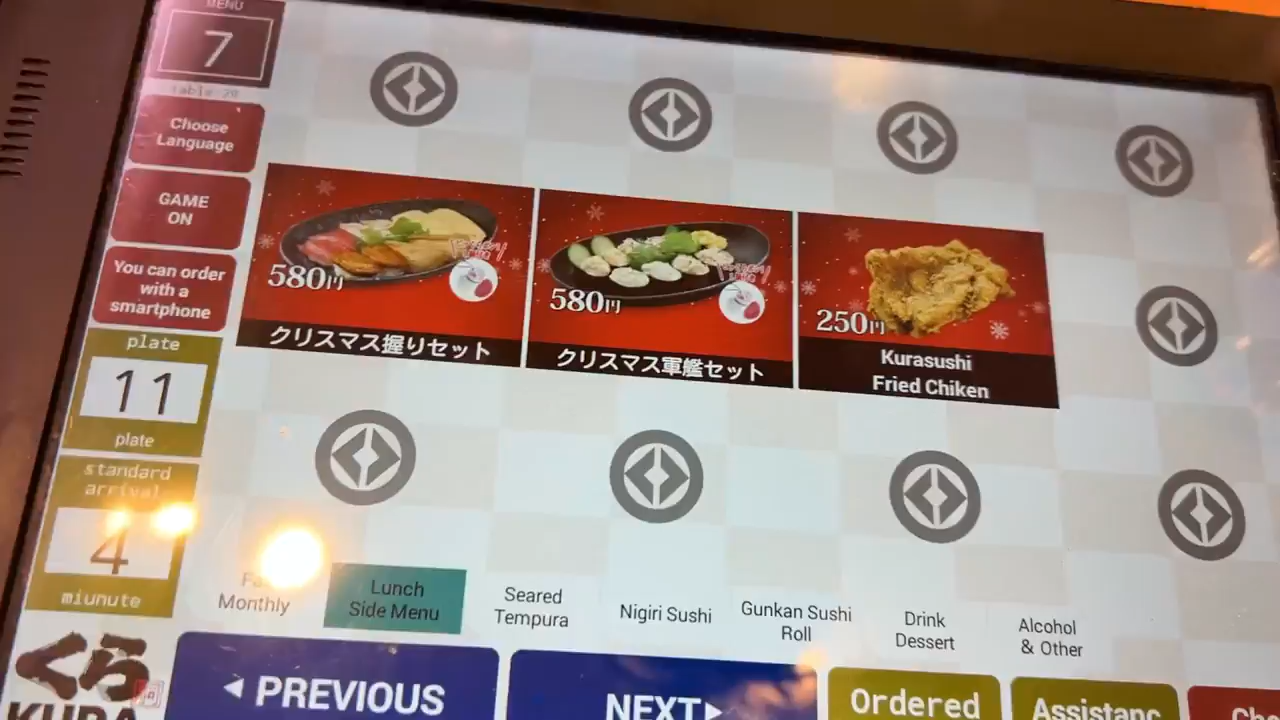 MENU
7
table 20
Choose
Language
GAME
ON
You can order
with a
smartphone
plate
11
plate
standard
arrival
4
miunute
くら
KURA
580円
クリスマス握りセット
580円
クリスマス軍艦セット
250円
Kurasushi
Fried Chiken
Monthly
Lunch
Side Menu
Seared
Tempura
Nigiri Sushi
Gunkan Sushi
Roll
Drink
Dessert
Alcohol
& Other
◀ PREVIOUS
NEXT ▶
Ordered
Assistanc